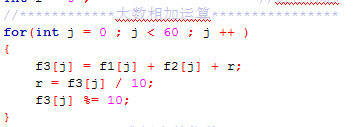 //************大数相加运算******************
for(int j = 0 ; j < 60 ; j ++ )
{
f3[j] = f1[j] + f2[j] + r;
r = f3[j] / 10;
f3[j] %= 10;
}